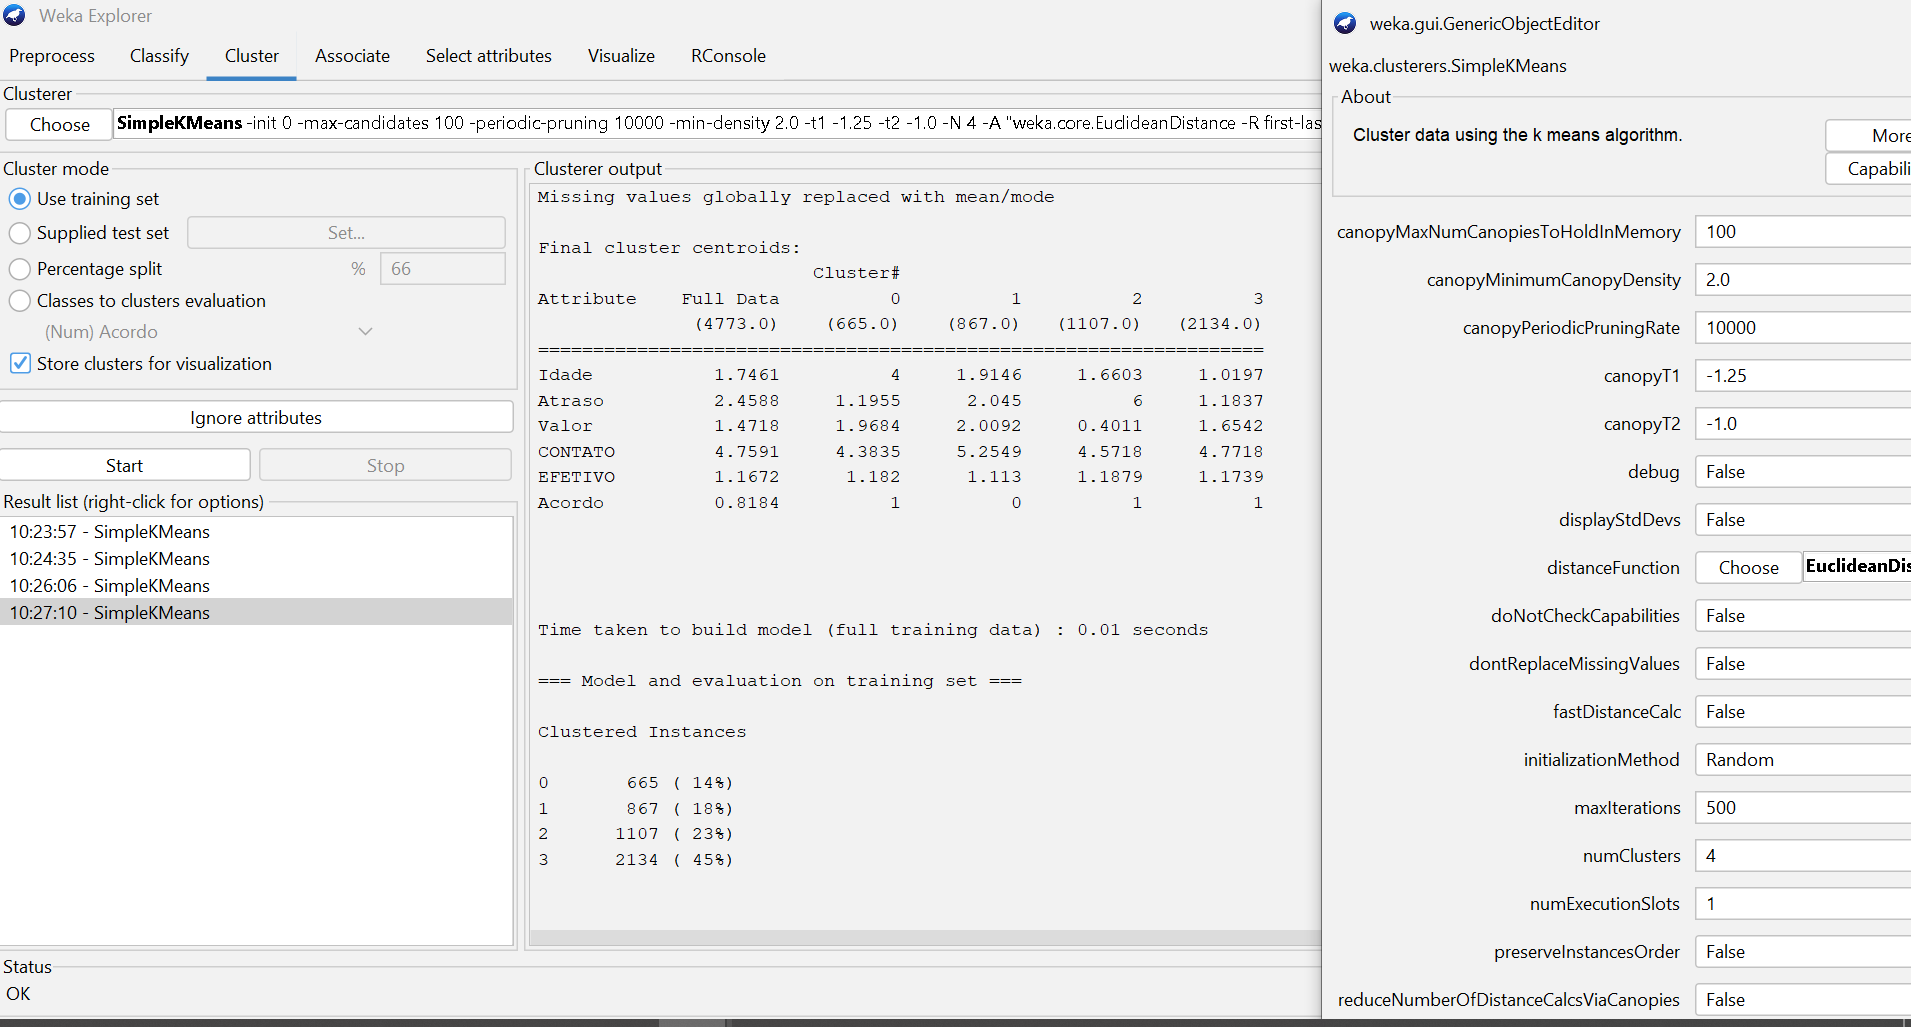 Weka Explorer
Preprocess Classify Cluster Associate Select attributes Visualize RConsole
Clusterer
Choose SimpleKMeans -init 0 -max-candidates 100 -periodic-pruning 10000 -min-density 2.0 -t1 -1.25 -t2 -1.0 -N 4 -A "weka.core.EuclideanDistance -R first-las
Cluster mode
Use training set
Supplied test set Set...
Percentage split % 66
Classes to clusters evaluation
(Num) Acordo
Store clusters for visualization
Ignore attributes
Start Stop
Result list (right-click for options)
10:23:57 - SimpleKMeans
10:24:35 - SimpleKMeans
10:26:06 - SimpleKMeans
10:27:10 - SimpleKMeans
Clusterer output
Missing values globally replaced with mean/mode
Final cluster centroids:
Cluster#
Attribute Full Data 0 1 2 3
(4773.0) (665.0) (867.0) (1107.0) (2134.0)
==================================================================
Idade 1.7461 4 1.9146 1.6603 1.0197
Atraso 2.4588 1.1955 2.045 6 1.1837
Valor 1.4718 1.9684 2.0092 0.4011 1.6542
CONTATO 4.7591 4.3835 5.2549 4.5718 4.7718
EFETIVO 1.1672 1.182 1.113 1.1879 1.1739
Acordo 0.8184 1 0 1 1
Time taken to build model (full training data) : 0.01 seconds
=== Model and evaluation on training set ===
Clustered Instances
0 665 ( 14%)
1 867 ( 18%)
2 1107 ( 23%)
3 2134 ( 45%)
Status
OK
weka.gui.GenericObjectEditor
weka.clusterers.SimpleKMeans
About
Cluster data using the k means algorithm.
More
Capabili
canopyMaxNumCanopiesToHoldInMemory 100
canopyMinimumCanopyDensity 2.0
canopyPeriodicPruningRate 10000
canopyT1 -1.25
canopyT2 -1.0
debug False
displayStdDevs False
distanceFunction Choose EuclideanDis
doNotCheckCapabilities False
dontReplaceMissingValues False
fastDistanceCalc False
initializationMethod Random
maxIterations 500
numClusters 4
numExecutionSlots 1
preserveInstancesOrder False
reduceNumberOfDistanceCalcsViaCanopies False